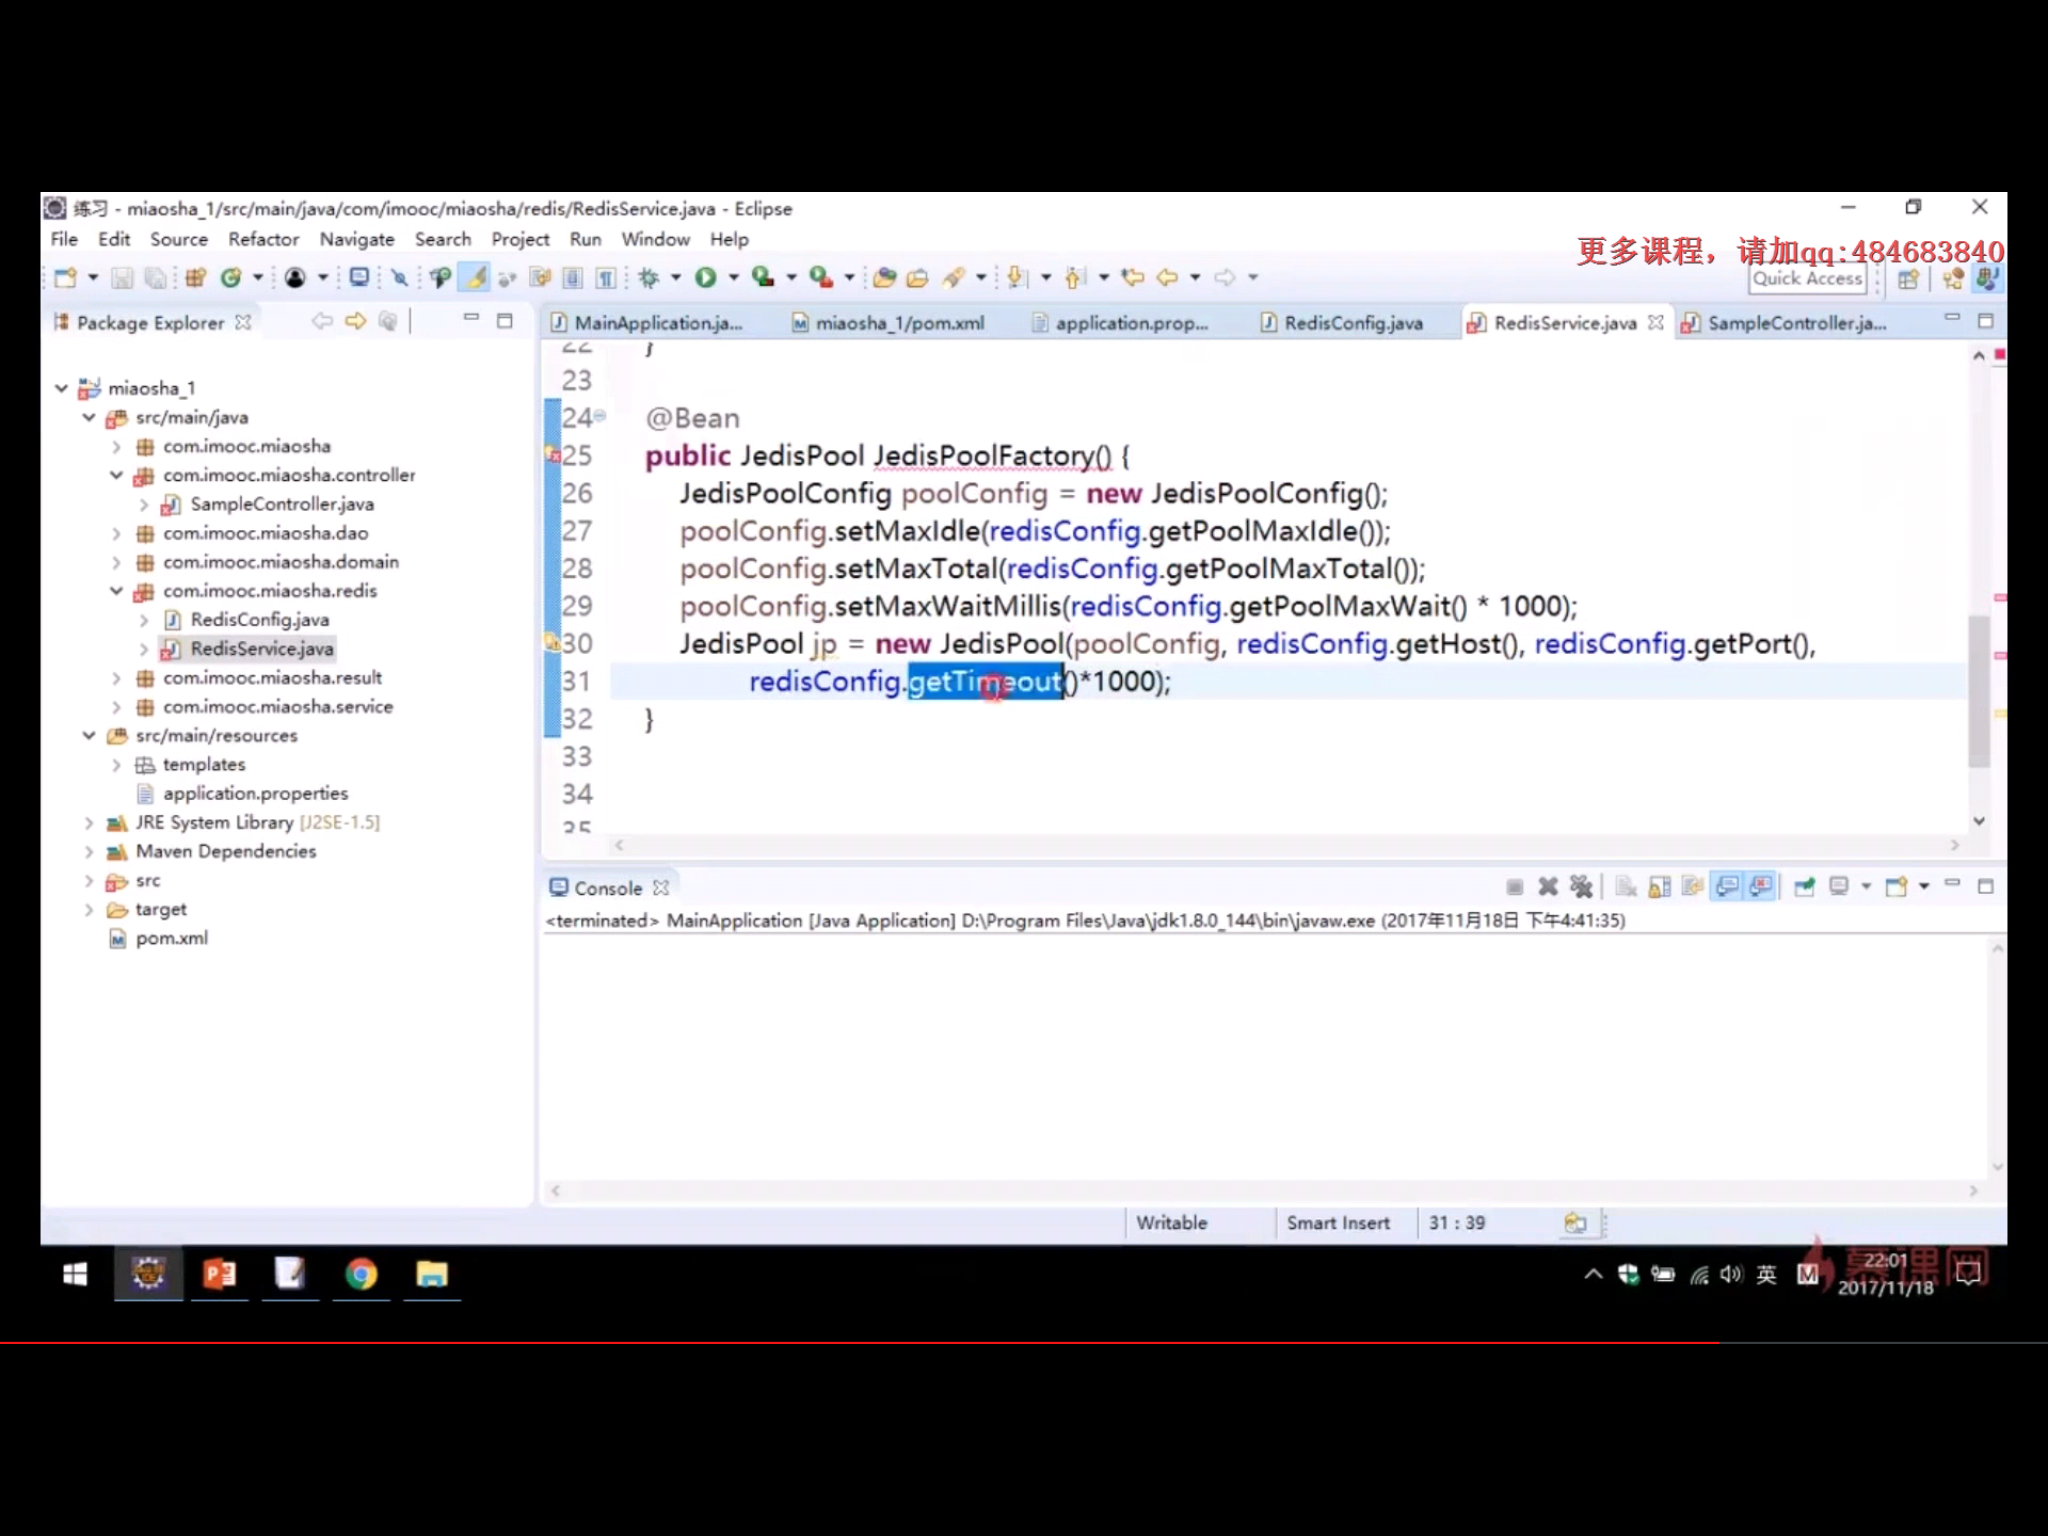 练习 - miaosha_1/src/main/java/com/imooc/miaosha/redis/RedisService.java - Eclipse
File Edit Source Refactor Navigate Search Project Run Window Help
更多课程，请加qq:484683840
Quick Access
Package Explorer
MainApplication.ja... miaosha_1/pom.xml application.prop... RedisConfig.java RedisService.java SampleController.ja...
miaosha_1
src/main/java
com.imooc.miaosha
com.imooc.miaosha.controller
SampleController.java
com.imooc.miaosha.dao
com.imooc.miaosha.domain
com.imooc.miaosha.redis
RedisConfig.java
RedisService.java
com.imooc.miaosha.result
com.imooc.miaosha.service
src/main/resources
templates
application.properties
JRE System Library [J2SE-1.5]
Maven Dependencies
src
target
pom.xml
22 }
23
24 @Bean
25 public JedisPool JedisPoolFactory() {
26 JedisPoolConfig poolConfig = new JedisPoolConfig();
27 poolConfig.setMaxIdle(redisConfig.getPoolMaxIdle());
28 poolConfig.setMaxTotal(redisConfig.getPoolMaxTotal());
29 poolConfig.setMaxWaitMillis(redisConfig.getPoolMaxWait() * 1000);
30 JedisPool jp = new JedisPool(poolConfig, redisConfig.getHost(), redisConfig.getPort(),
31 redisConfig.getTimeout()*1000);
32 }
33
34
35
Console
<terminated> MainApplication [Java Application] D:\Program Files\Java\jdk1.8.0_144\bin\javaw.exe (2017年11月18日 下午4:41:35)
Writable Smart Insert 31 : 39
英
22:01
2017/11/18
慕课网